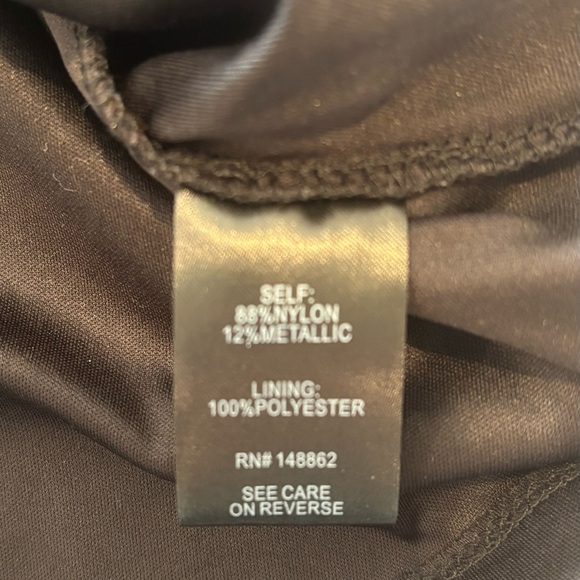 SELF:
88%NYLON
12%METALLIC
LINING:
100%POLYESTER
RN# 148862
SEE CARE
ON REVERSE